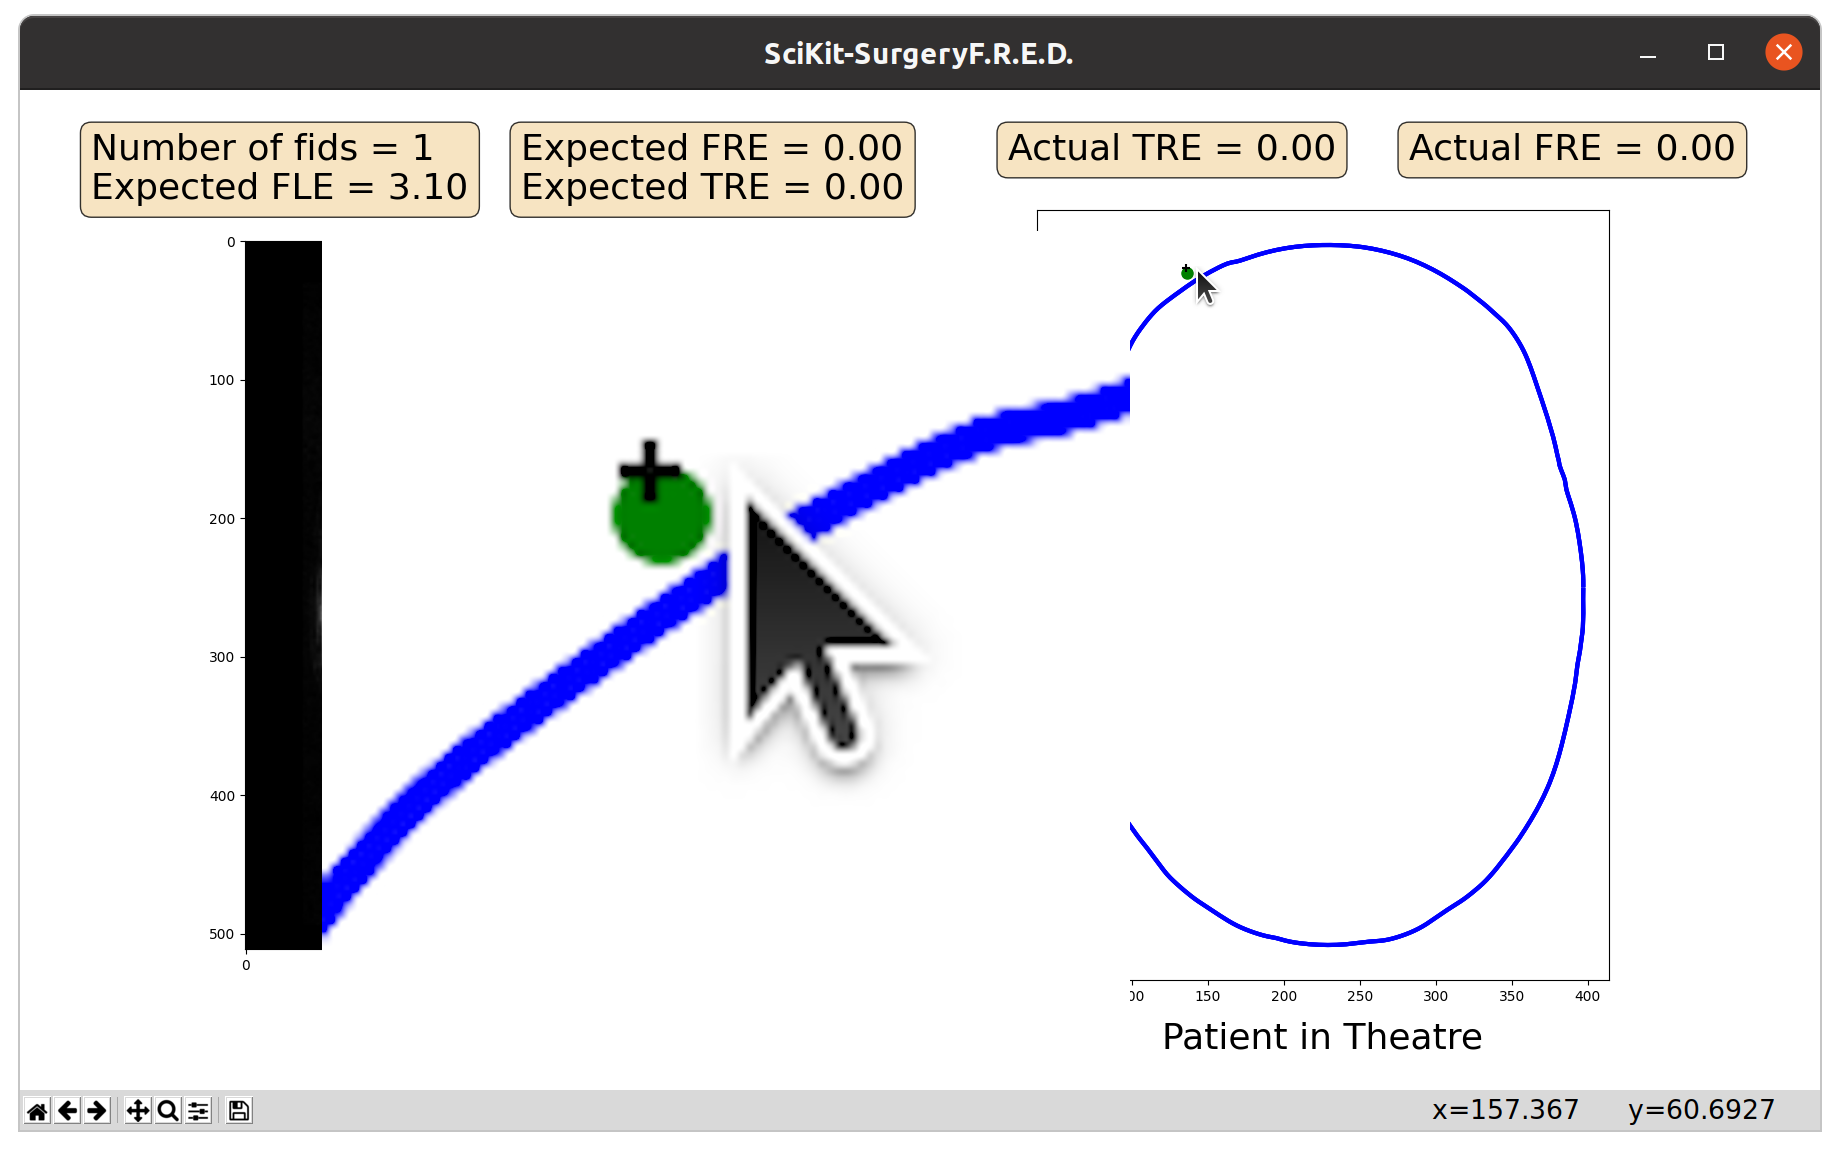 SciKit-SurgeryF.R.E.D.
Number of fids = 1
Expected FLE = 3.10
Expected FRE = 0.00
Expected TRE = 0.00
Actual TRE = 0.00
Actual FRE = 0.00
0
100
200
300
400
500
0
00 150 200 250 300 350 400
Patient in Theatre
x=157.367 y=60.6927